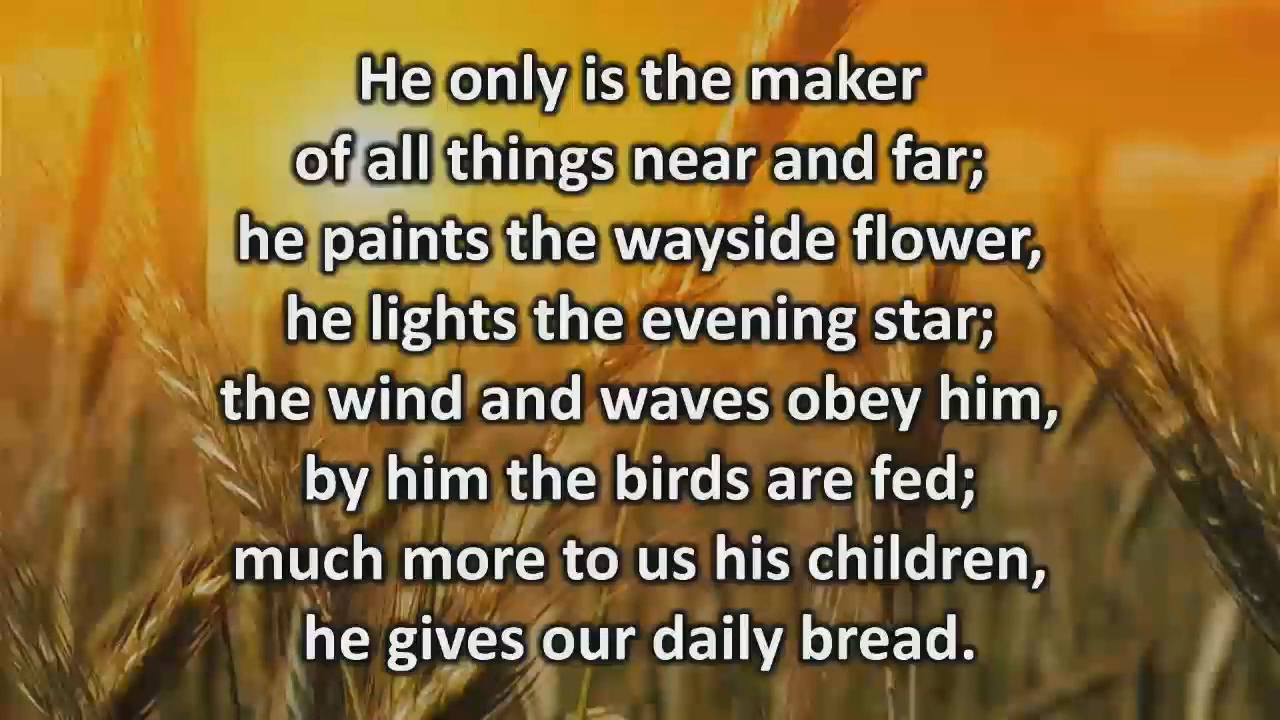 He only is the maker
of all things near and far;
he paints the wayside flower,
he lights the evening star;
the wind and waves obey him,
by him the birds are fed;
much more to us his children,
he gives our daily bread.